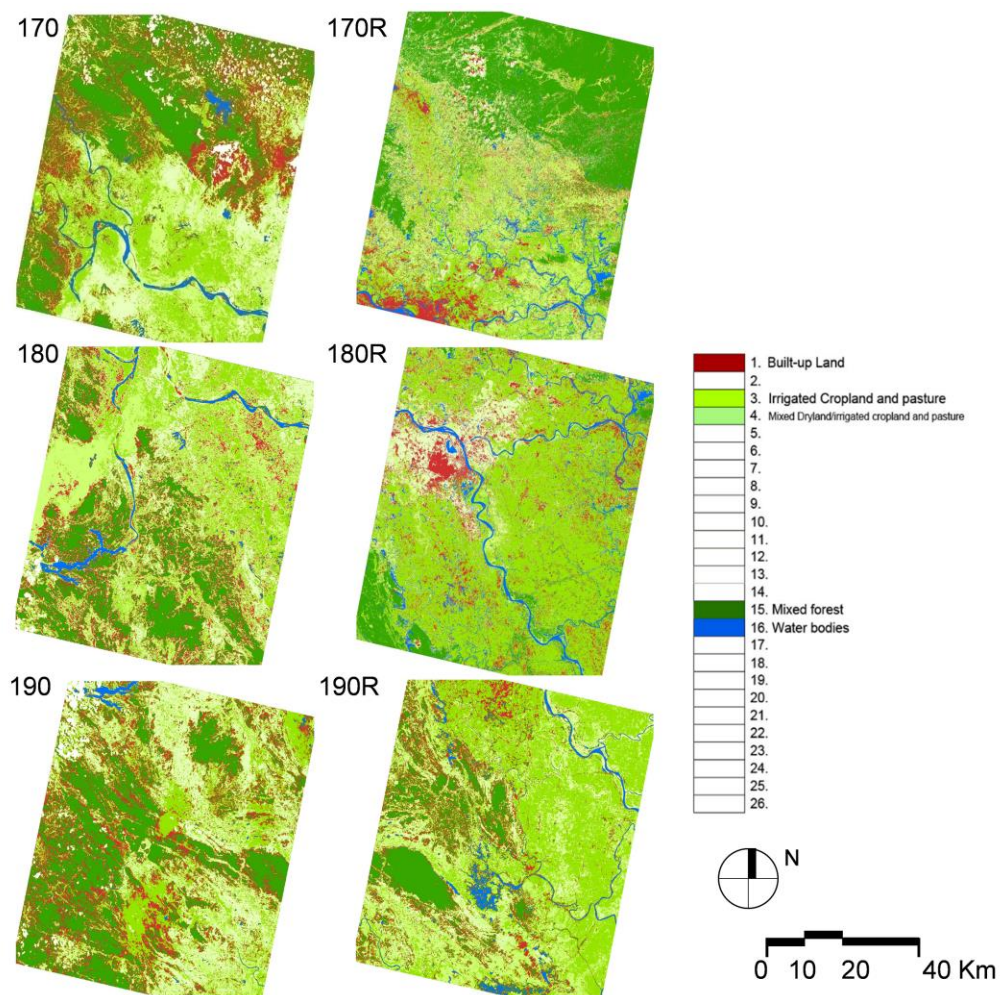 170
170R
180
180R
190
190R
1. Built-up Land
2.
3. Irrigated Cropland and pasture
4. Mixed Dryland/irrigated cropland and pasture
5.
6.
7.
8.
9.
10.
11.
12.
13.
14.
15. Mixed forest
16. Water bodies
17.
18.
19.
20.
21.
22.
23.
24.
25.
26.
N
0 10 20 40 Km